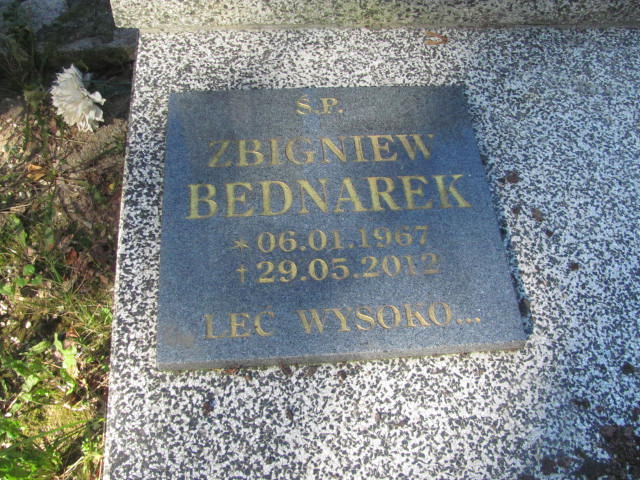 Ś.P.
ZBIGNIEW
BEDNAREK
* 06.01.1967
† 29.05.2012
LEĆ WYSOKO...